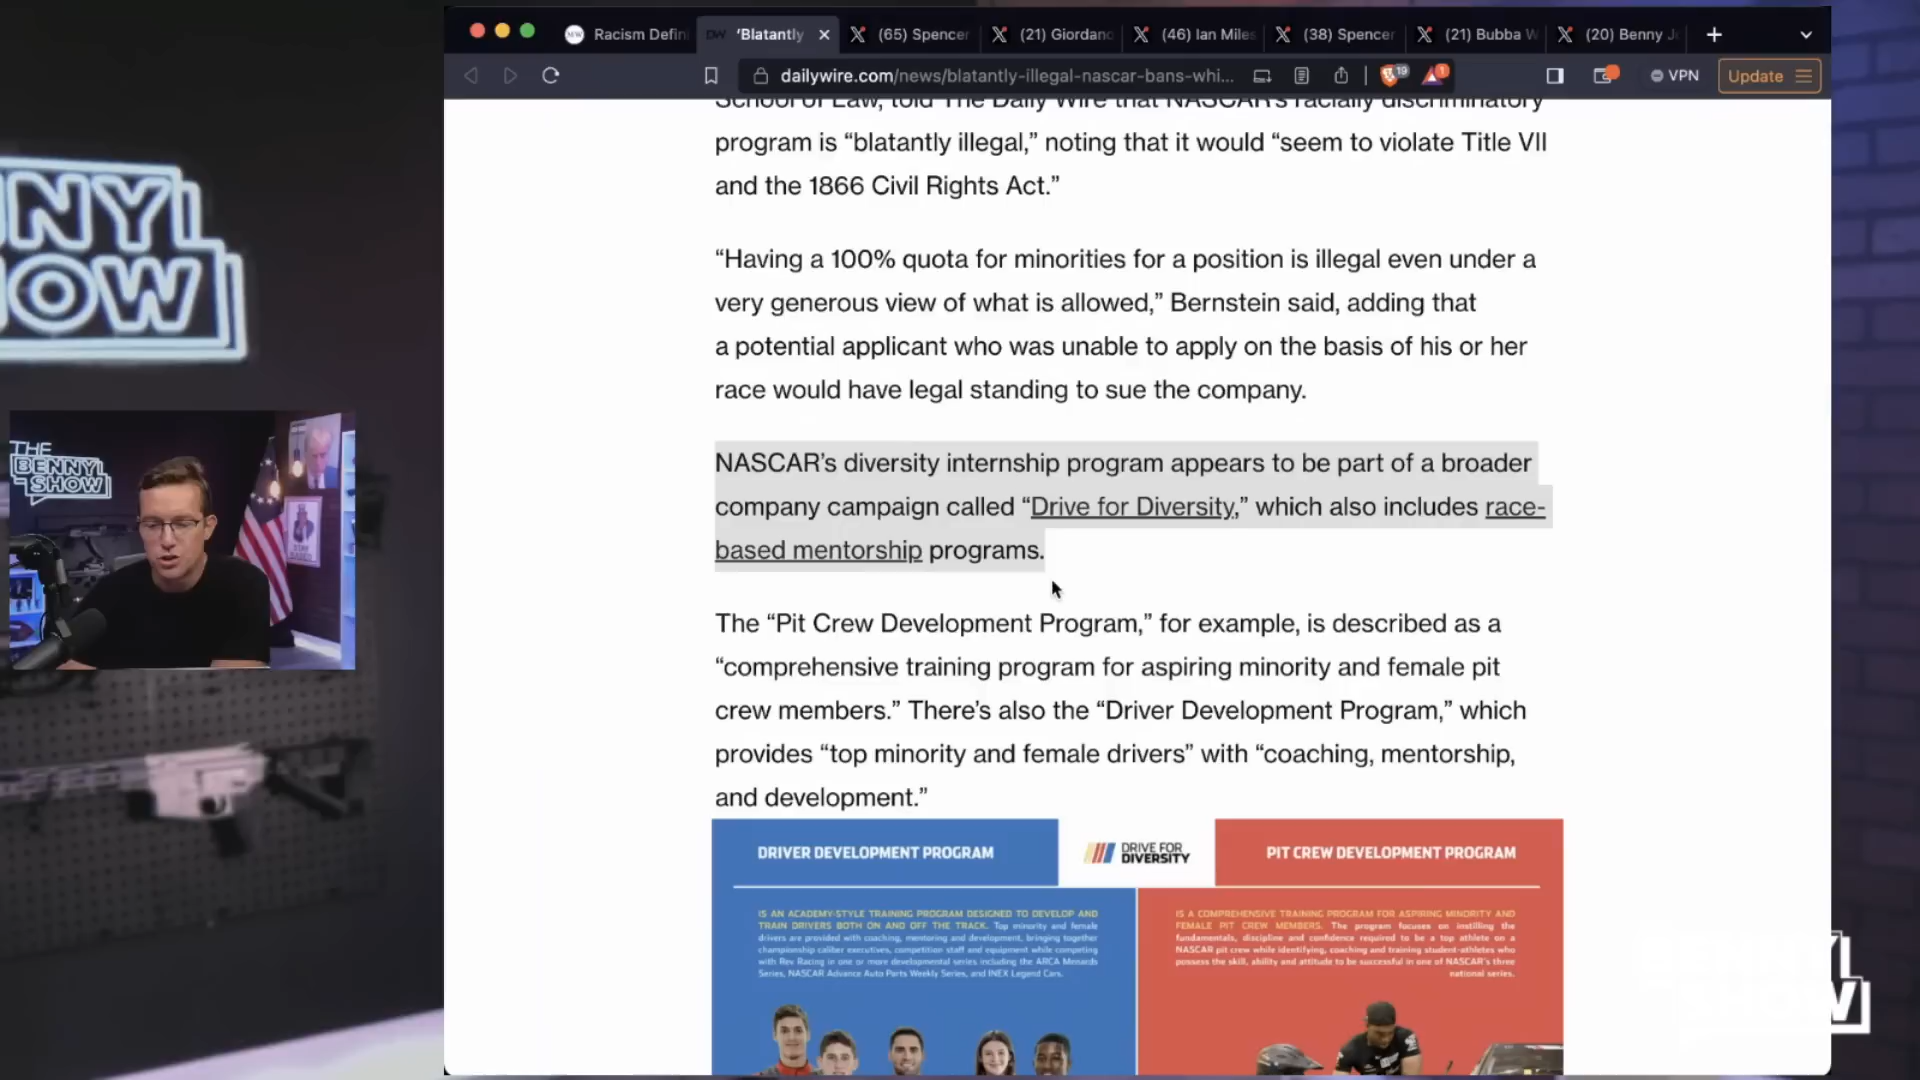 Racism Defin
'Blatantly
(65) Spencer
(21) Giordano
(46) Ian Miles
(38) Spencer
(21) Bubba W
(20) Benny Jo
dailywire.com/news/blatantly-illegal-nascar-bans-whi...
19
1
VPN
Update
NNY
SHOW
THE
BENNY
SHOW
STAY
BASED
School of Law, told The Daily Wire that NASCAR's racially discriminatory
program is “blatantly illegal,” noting that it would “seem to violate Title VII
and the 1866 Civil Rights Act.”
“Having a 100% quota for minorities for a position is illegal even under a
very generous view of what is allowed,” Bernstein said, adding that
a potential applicant who was unable to apply on the basis of his or her
race would have legal standing to sue the company.
NASCAR’s diversity internship program appears to be part of a broader
company campaign called “Drive for Diversity,” which also includes race-
based mentorship programs.
The “Pit Crew Development Program,” for example, is described as a
“comprehensive training program for aspiring minority and female pit
crew members.” There’s also the “Driver Development Program,” which
provides “top minority and female drivers” with “coaching, mentorship,
and development.”
DRIVER DEVELOPMENT PROGRAM
DRIVE FOR
DIVERSITY
PIT CREW DEVELOPMENT PROGRAM
IS AN ACADEMY-STYLE TRAINING PROGRAM DESIGNED TO DEVELOP AND
TRAIN DRIVERS BOTH ON AND OFF THE TRACK. Top minority and female
drivers are provided with coaching, mentoring and development, bringing together
championship caliber executives, competition staff and equipment while competing
with Rev Racing in one or more developmental series including the ARCA Menards
Series, NASCAR Advance Auto Parts Weekly Series, and INEX Legend Cars.
IS A COMPREHENSIVE TRAINING PROGRAM FOR ASPIRING MINORITY AND
FEMALE PIT CREW MEMBERS. The program focuses on instilling the
fundamentals, discipline and confidence required to be a top athlete on a
NASCAR pit crew while identifying, coaching and training student-athletes who
possess the skill, ability and attitude to be successful in one of NASCAR's three
national series.